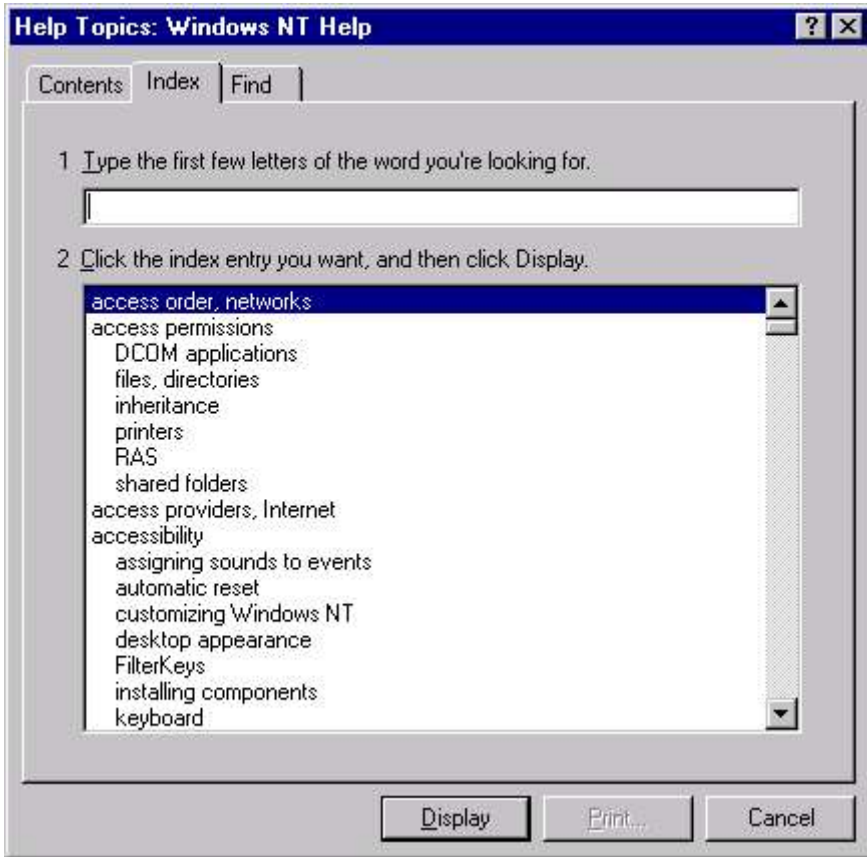 Help Topics: Windows NT Help
Contents Index Find
1 Type the first few letters of the word you're looking for.
2 Click the index entry you want, and then click Display.
access order, networks
access permissions
DCOM applications
files, directories
inheritance
printers
RAS
shared folders
access providers, Internet
accessibility
assigning sounds to events
automatic reset
customizing Windows NT
desktop appearance
FilterKeys
installing components
keyboard
Display Print... Cancel